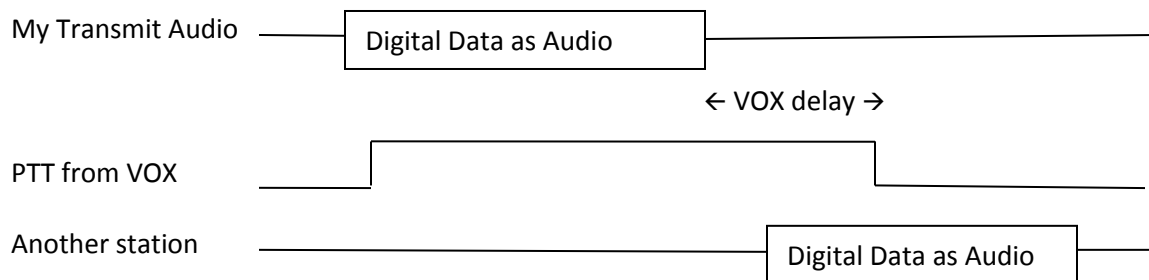 My Transmit Audio
Digital Data as Audio
← VOX delay →
PTT from VOX
Another station
Digital Data as Audio